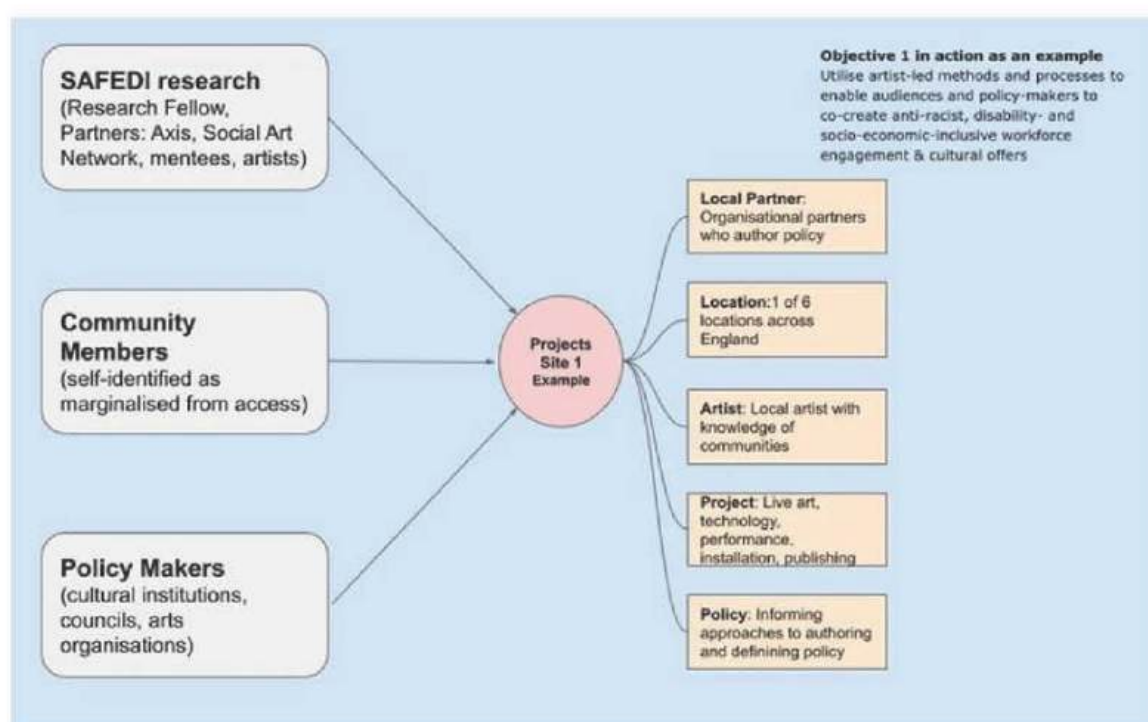 SAFEDI research
(Research Fellow,
Partners: Axis, Social Art
Network, mentees, artists)
Community
Members
(self-identified as
marginalised from access)
Policy Makers
(cultural institutions,
councils, arts
organisations)
Projects
Site 1
Example
Objective 1 in action as an example
Utilise artist-led methods and processes to
enable audiences and policy-makers to
co-create anti-racist, disability- and
socio-economic-inclusive workforce
engagement & cultural offers
Local Partner:
Organisational partners
who author policy
Location:1 of 6
locations across
England
Artist: Local artist with
knowledge of
communities
Project: Live art,
technology,
performance,
installation, publishing
Policy: Informing
approaches to authoring
and definining policy